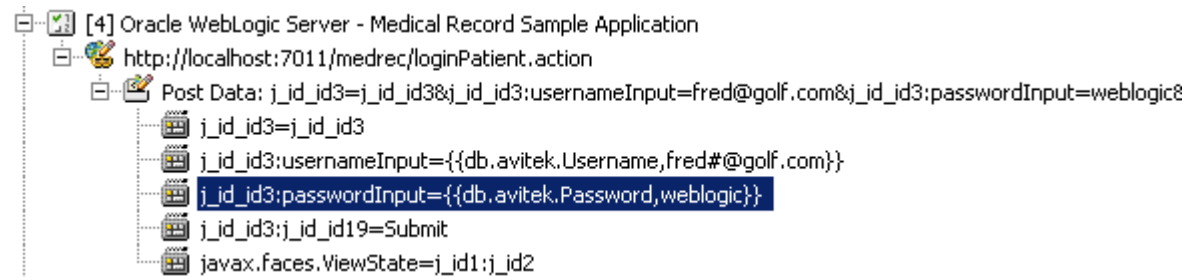 [4] Oracle WebLogic Server - Medical Record Sample Application
http://localhost:7011/medrec/loginPatient.action
Post Data: j_id_id3=j_id_id3&j_id_id3:usernameInput=fred@golf.com&j_id_id3:passwordInput=weblogic&
j_id_id3=j_id_id3
j_id_id3:usernameInput={{db.avitek.Username,fred#@golf.com}}
j_id_id3:passwordInput={{db.avitek.Password,weblogic}}
j_id_id3:j_id_id19=Submit
javax.faces.ViewState=j_id1:j_id2